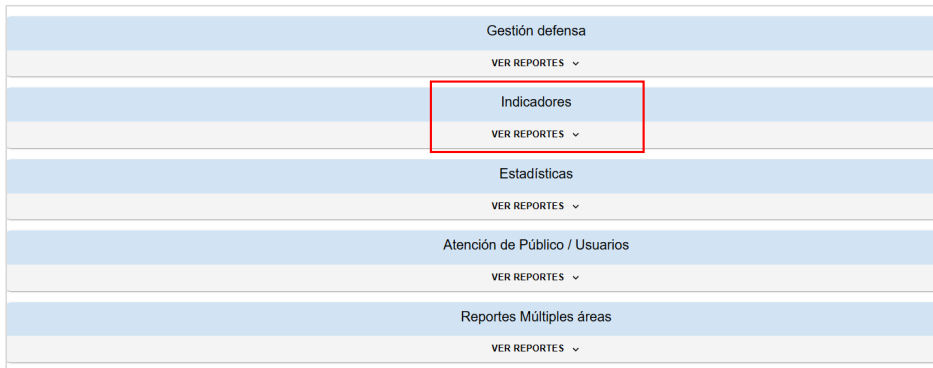 Gestión defensa
VER REPORTES
Indicadores
VER REPORTES
Estadísticas
VER REPORTES
Atención de Público / Usuarios
VER REPORTES
Reportes Múltiples áreas
VER REPORTES